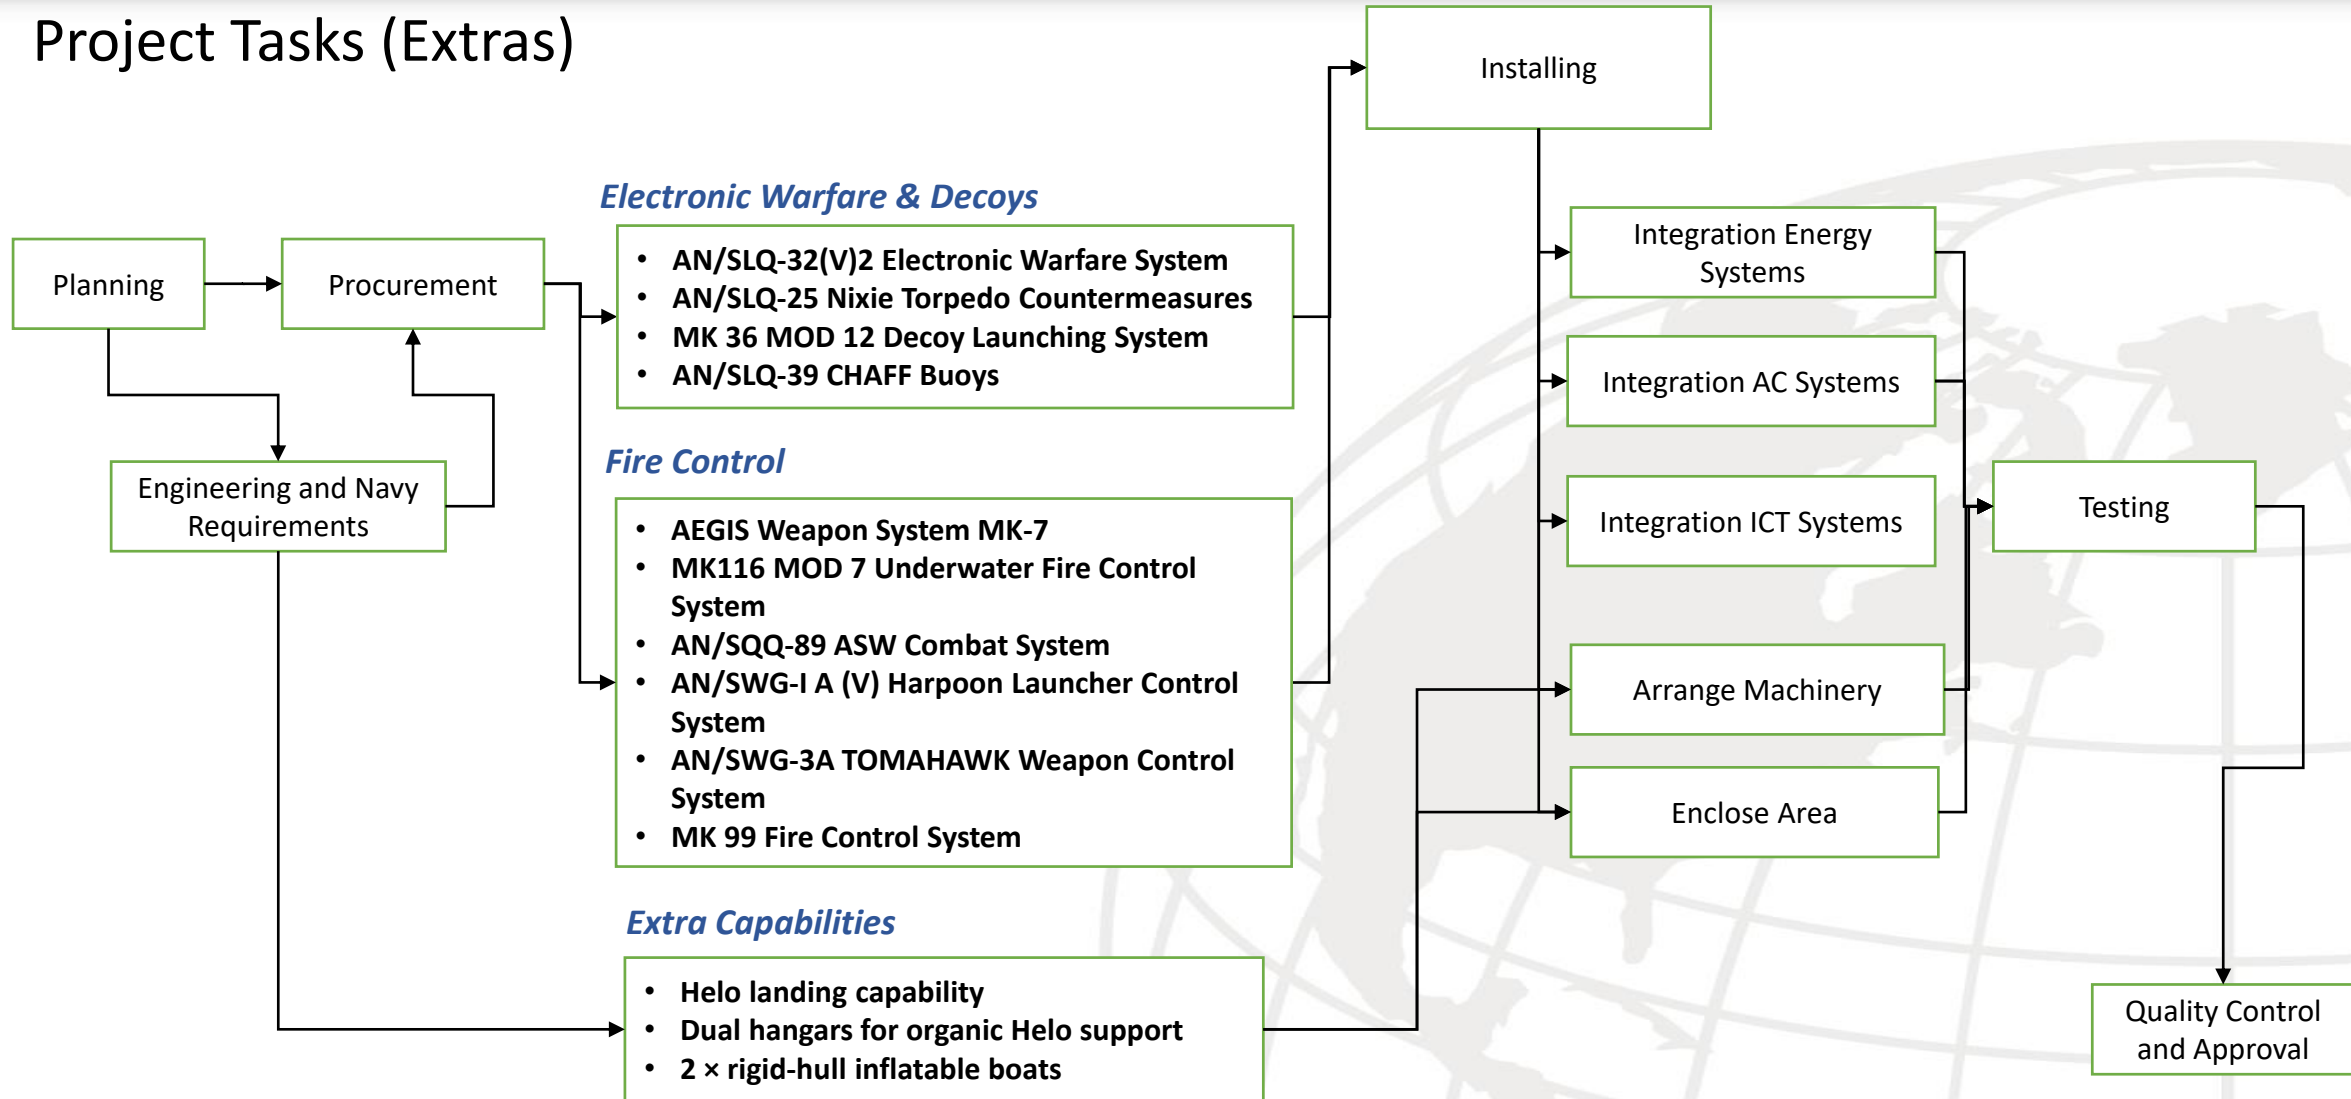 Project Tasks (Extras)
Installing
Electronic Warfare & Decoys
Planning
Procurement
• AN/SLQ-32(V)2 Electronic Warfare System
• AN/SLQ-25 Nixie Torpedo Countermeasures
• MK 36 MOD 12 Decoy Launching System
• AN/SLQ-39 CHAFF Buoys
Integration Energy
Systems
Integration AC Systems
Engineering and Navy
Requirements
Fire Control
• AEGIS Weapon System MK-7
• MK116 MOD 7 Underwater Fire Control
System
• AN/SQQ-89 ASW Combat System
• AN/SWG-I A (V) Harpoon Launcher Control
System
• AN/SWG-3A TOMAHAWK Weapon Control
System
• MK 99 Fire Control System
Integration ICT Systems
Testing
Arrange Machinery
Enclose Area
Extra Capabilities
• Helo landing capability
• Dual hangars for organic Helo support
• 2 × rigid-hull inflatable boats
Quality Control
and Approval